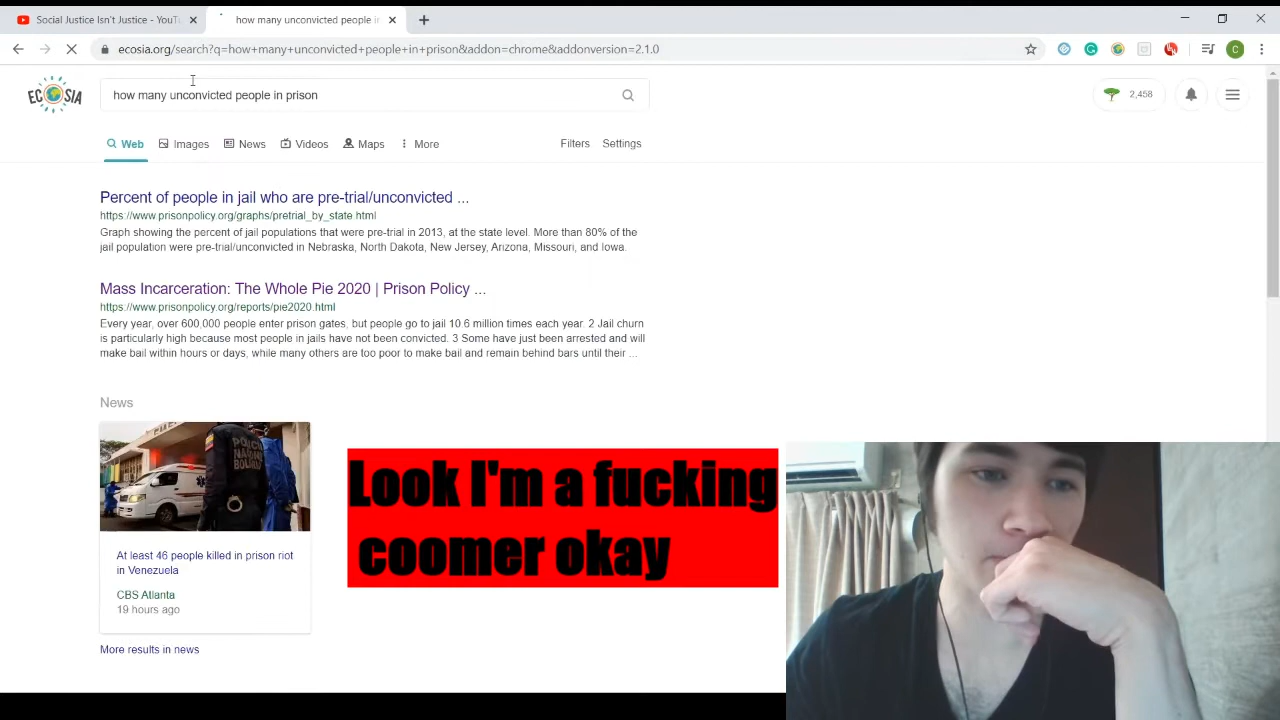 Social Justice Isn't Justice - YouTu
how many unconvicted people in
ecosia.org/search?q=how+many+unconvicted+people+in+prison&addon=chrome&addonversion=2.1.0
C
ECOSIA
how many unconvicted people in prison
2,458
Web Images News Videos Maps More Filters Settings
Percent of people in jail who are pre-trial/unconvicted ...
https://www.prisonpolicy.org/graphs/pretrial_by_state html
Graph showing the percent of jail populations that were pre-trial in 2013, at the state level. More than 80% of the
jail population were pre-trial/unconvicted in Nebraska, North Dakota, New Jersey, Arizona, Missouri, and Iowa.
Mass Incarceration: The Whole Pie 2020 | Prison Policy ...
https://www.prisonpolicy.org/reports/pie2020.html
Every year, over 600,000 people enter prison gates, but people go to jail 10.6 million times each year. 2 Jail churn
is particularly high because most people in jails have not been convicted. 3 Some have just been arrested and will
make bail within hours or days, while many others are too poor to make bail and remain behind bars until their ...
News
POLICIA
NACIONAL
BOLIVAR
At least 46 people killed in prison riot
in Venezuela
CBS Atlanta
19 hours ago
More results in news
Look I'm a fucking
coomer okay